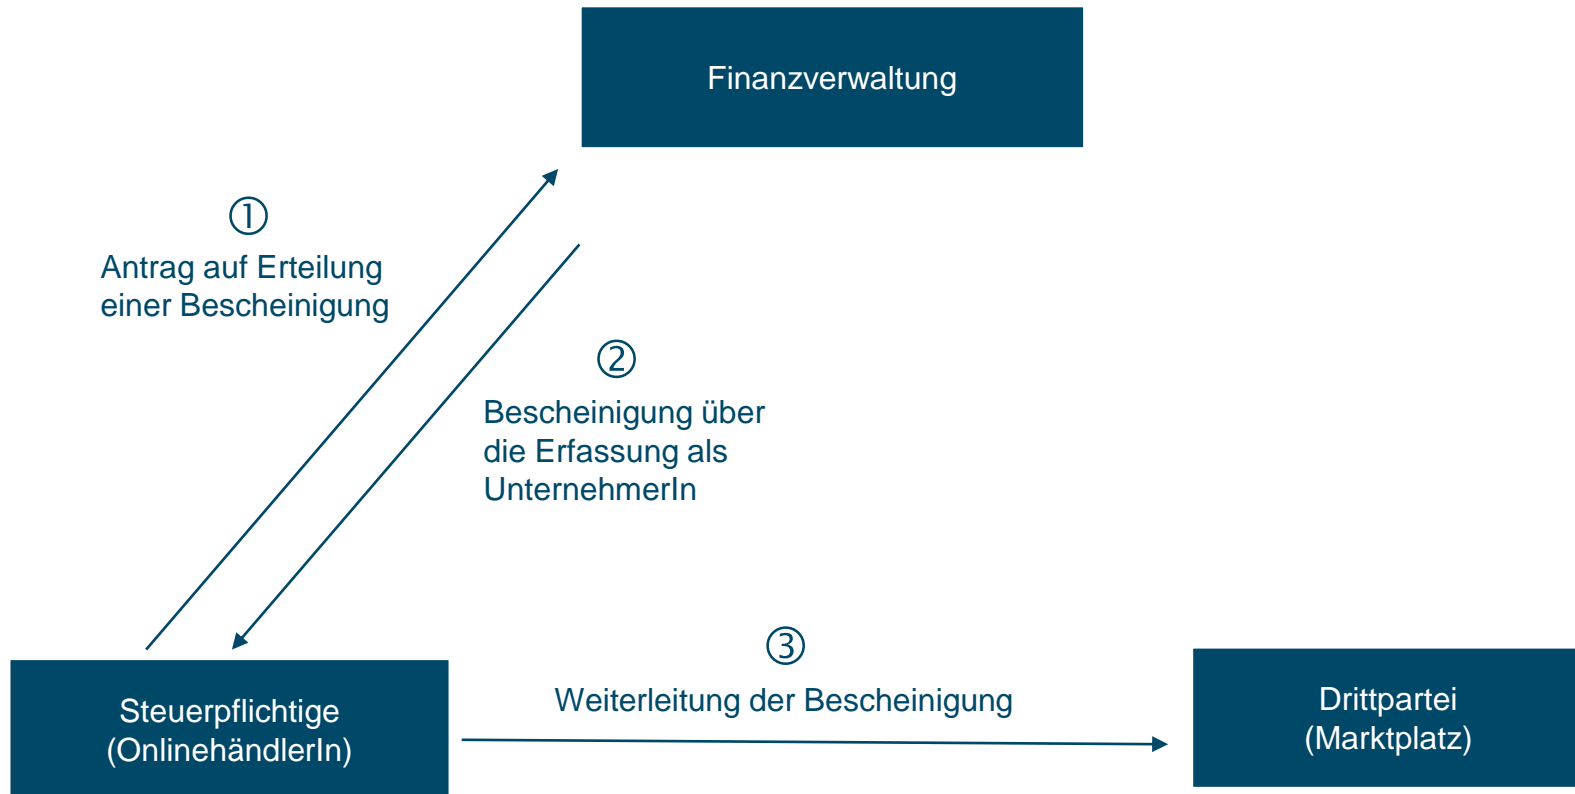 Finanzverwaltung
①
Antrag auf Erteilung
einer Bescheinigung
②
Bescheinigung über
die Erfassung als
UnternehmerIn
③
Weiterleitung der Bescheinigung
Steuerpflichtige
(OnlinehändlerIn)
Drittpartei
(Marktplatz)